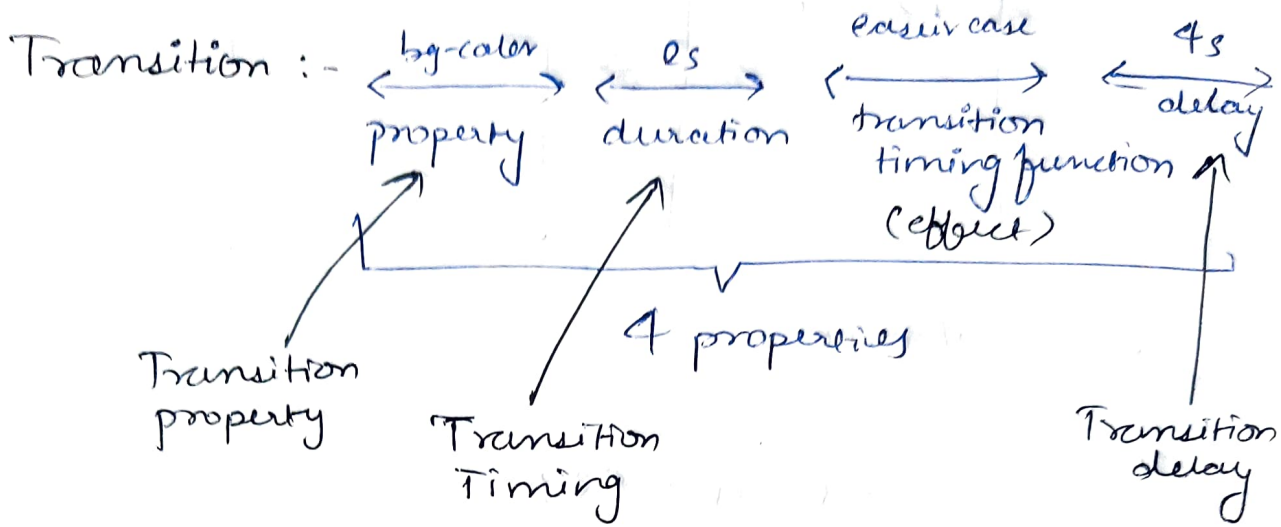 Transition :- bg-color 0s 4s
property duration transition timing function (effect) delay
4 properties
Transition property
Transition Timing
Transition delay